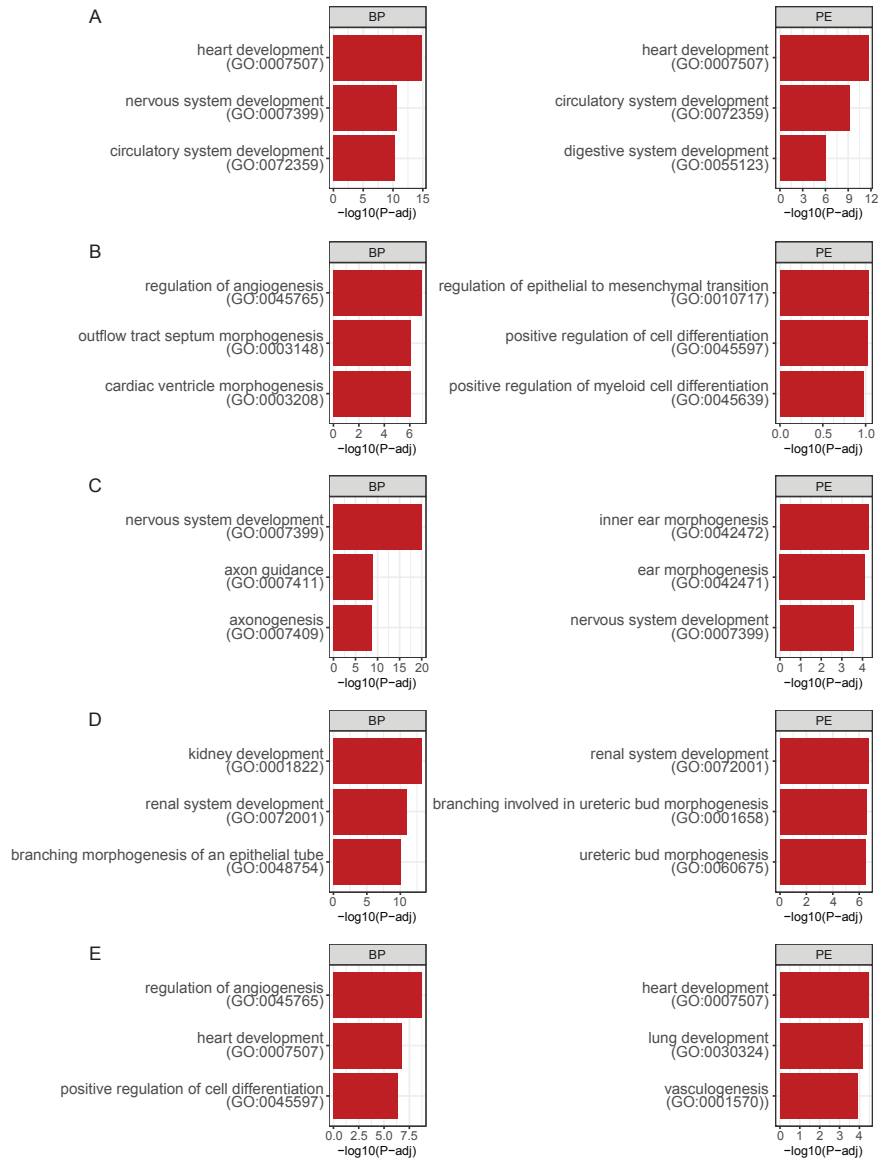 A
BP
heart development
(GO:0007507)
nervous system development
(GO:0007399)
circulatory system development
(GO:0072359)
0 5 10 15
−log10(P−adj)
PE
heart development
(GO:0007507)
circulatory system development
(GO:0072359)
digestive system development
(GO:0055123)
0 3 6 9 12
−log10(P−adj)
B
BP
regulation of angiogenesis
(GO:0045765)
outflow tract septum morphogenesis
(GO:0003148)
cardiac ventricle morphogenesis
(GO:0003208)
0 2 4 6
−log10(P−adj)
PE
regulation of epithelial to mesenchymal transition
(GO:0010717)
positive regulation of cell differentiation
(GO:0045597)
positive regulation of myeloid cell differentiation
(GO:0045639)
0.0 0.5 1.0
−log10(P−adj)
C
BP
nervous system development
(GO:0007399)
axon guidance
(GO:0007411)
axonogenesis
(GO:0007409)
0 5 10 15 20
−log10(P−adj)
PE
inner ear morphogenesis
(GO:0042472)
ear morphogenesis
(GO:0042471)
nervous system development
(GO:0007399)
0 1 2 3 4
−log10(P−adj)
D
BP
kidney development
(GO:0001822)
renal system development
(GO:0072001)
branching morphogenesis of an epithelial tube
(GO:0048754)
0 5 10
−log10(P−adj)
PE
renal system development
(GO:0072001)
branching involved in ureteric bud morphogenesis
(GO:0001658)
ureteric bud morphogenesis
(GO:0060675)
0 2 4 6
−log10(P−adj)
E
BP
regulation of angiogenesis
(GO:0045765)
heart development
(GO:0007507)
positive regulation of cell differentiation
(GO:0045597)
0.0 2.5 5.0 7.5
−log10(P−adj)
PE
heart development
(GO:0007507)
lung development
(GO:0030324)
vasculogenesis
(GO:0001570))
0 1 2 3 4
−log10(P−adj)